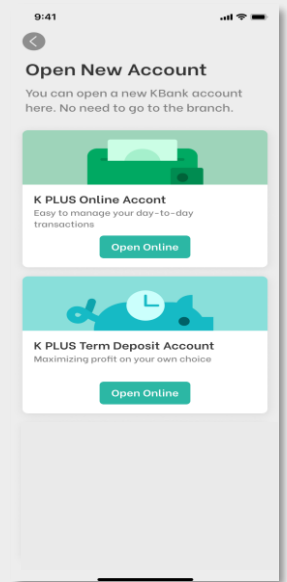 9:41
Open New Account
You can open a new KBank account
here. No need to go to the branch.
K PLUS Online Accont
Easy to manage your day-to-day
transactions
Open Online
K PLUS Term Deposit Account
Maximizing profit on your own choice
Open Online